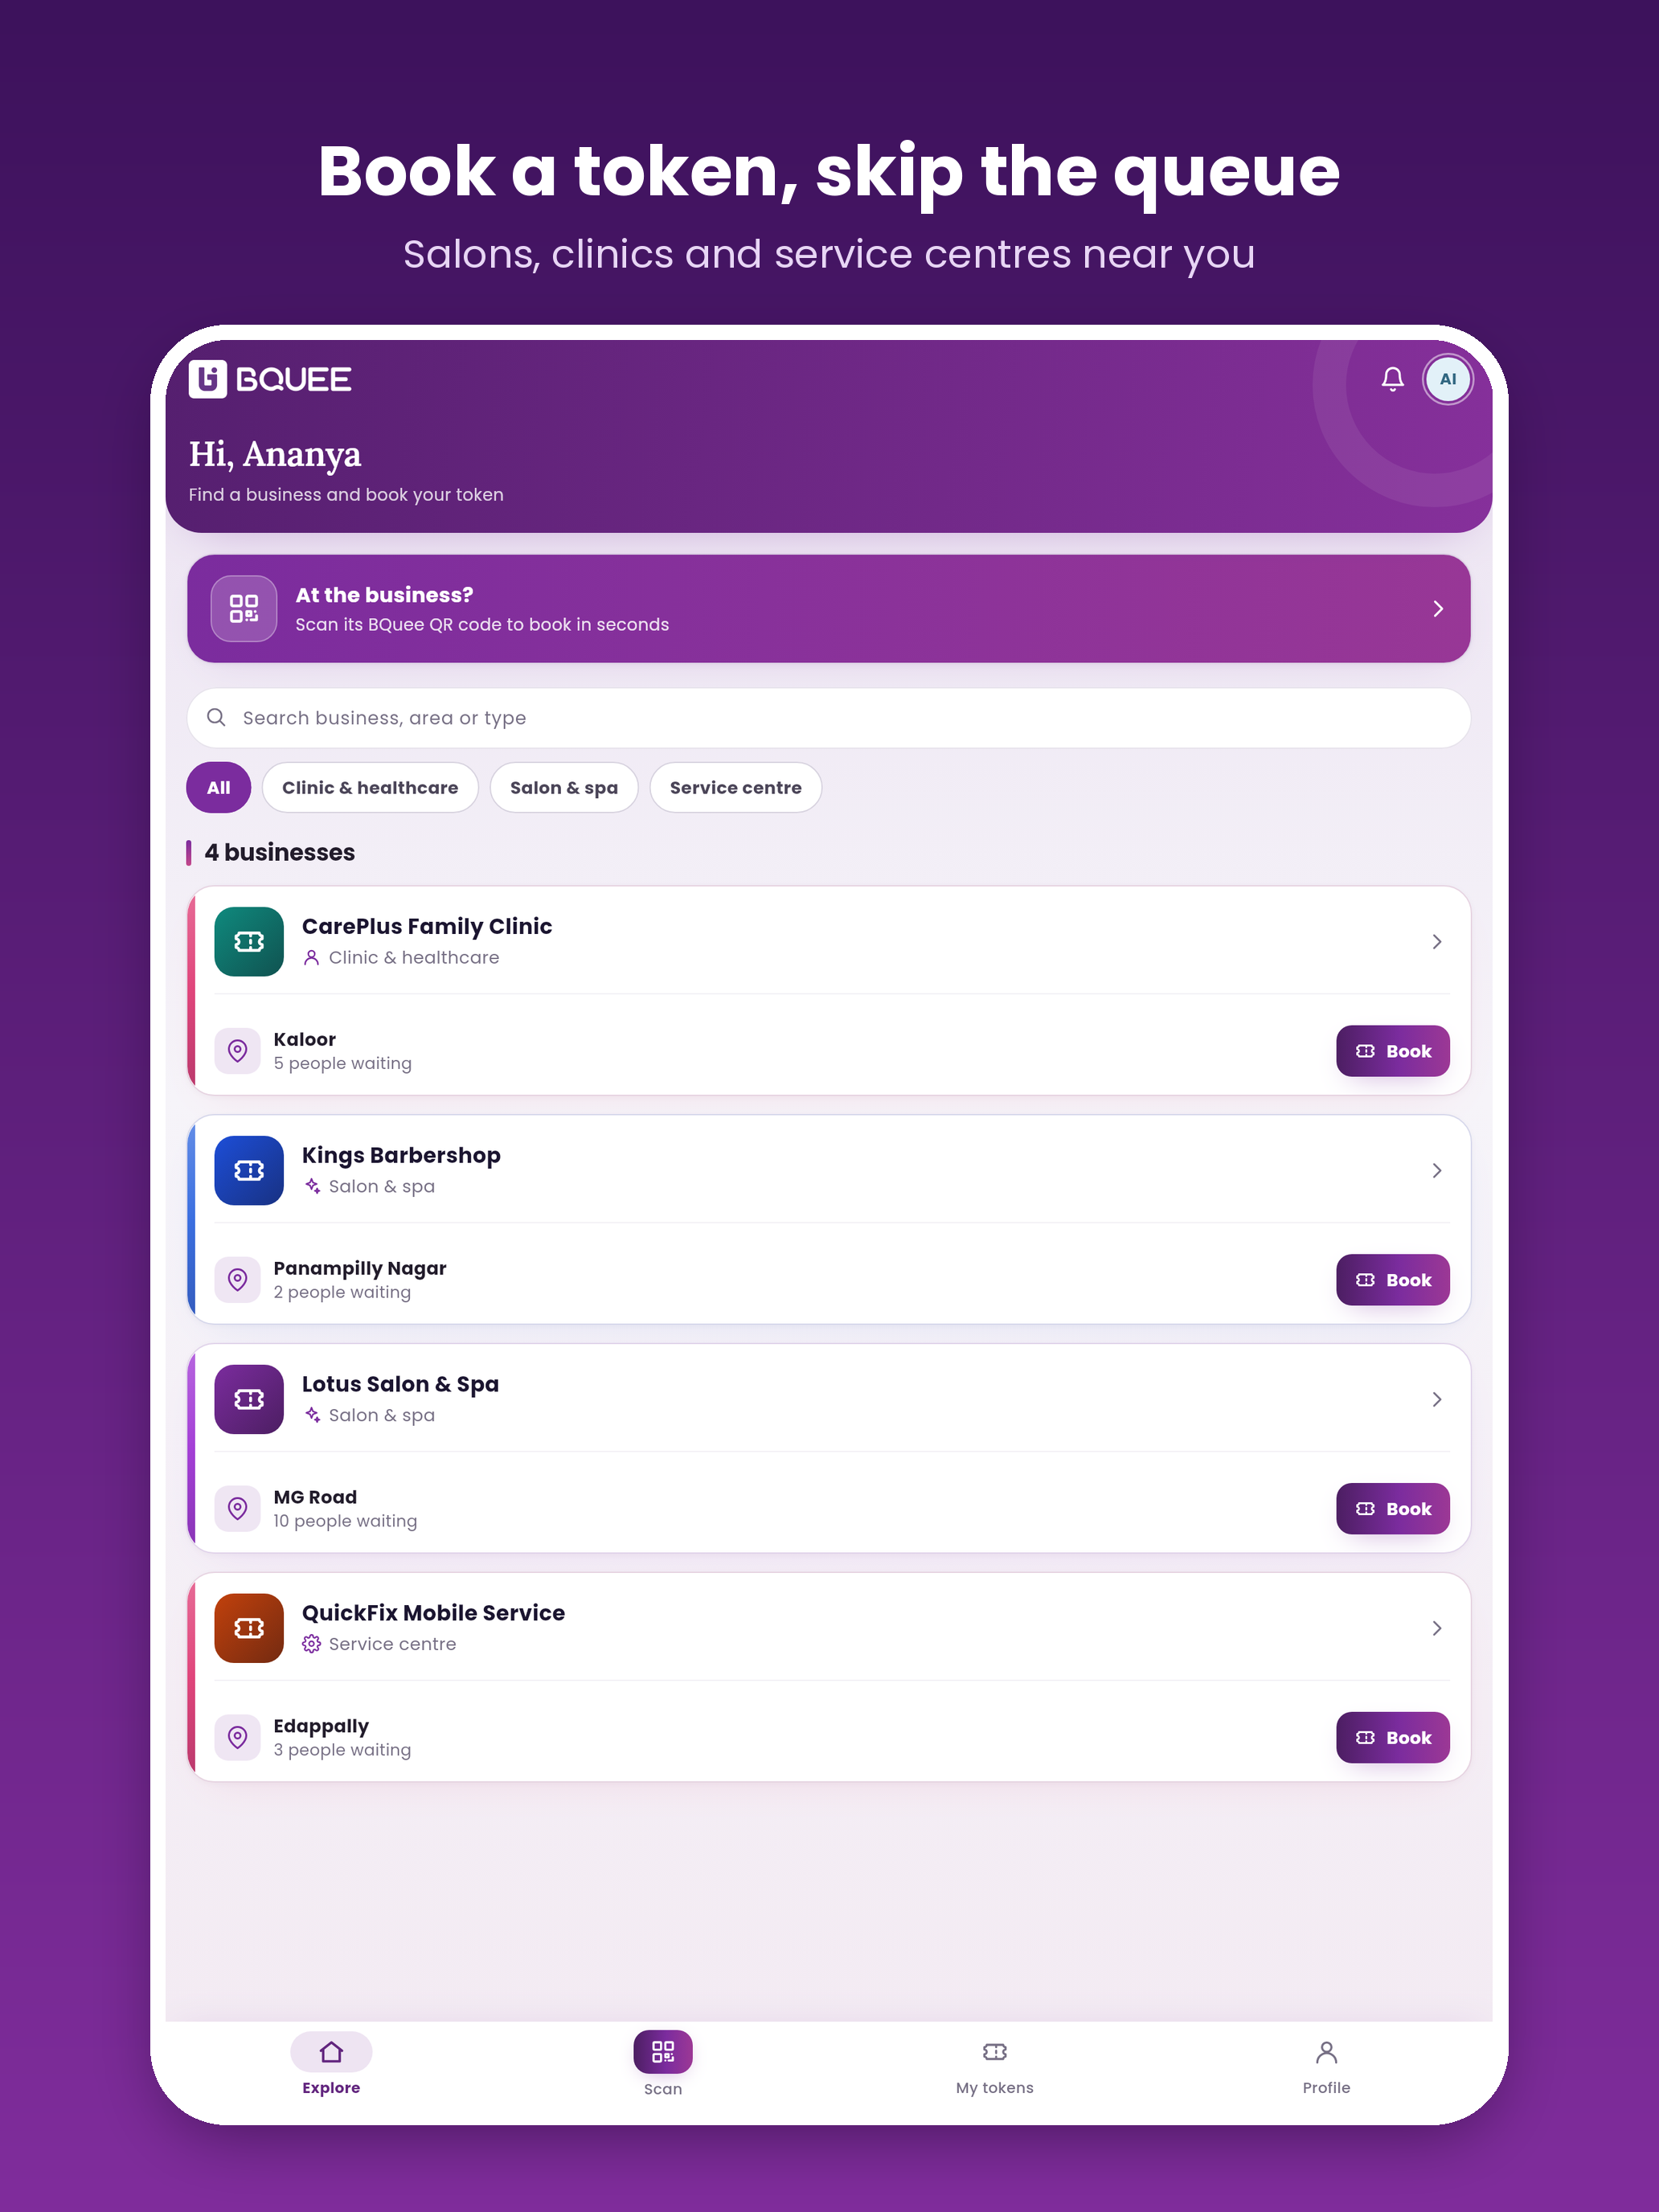 Book a token, skip the queue
Salons, clinics and service centres near you
BQUEE
AI
Hi, Ananya
Find a business and book your token
At the business?
Scan its BQuee QR code to book in seconds
Search business, area or type
All
Clinic & healthcare
Salon & spa
Service centre
4 businesses
CarePlus Family Clinic
Clinic & healthcare
Kaloor
5 people waiting
Book
Kings Barbershop
Salon & spa
Panampilly Nagar
2 people waiting
Book
Lotus Salon & Spa
Salon & spa
MG Road
10 people waiting
Book
QuickFix Mobile Service
Service centre
Edappally
3 people waiting
Book
Explore
Scan
My tokens
Profile